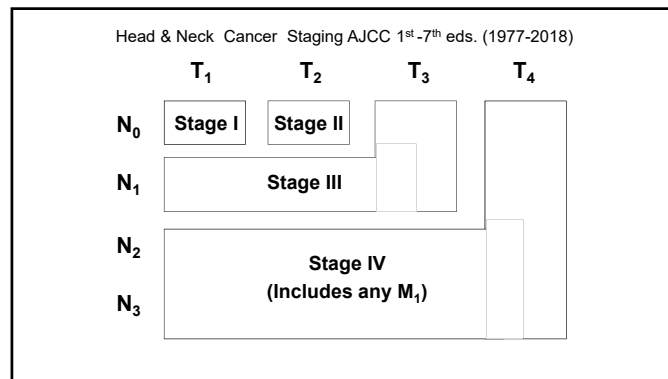 Head & Neck Cancer Staging AJCC 1st -7th eds. (1977-2018)
T1 T2 T3 T4
N0 Stage I Stage II
N1 Stage III
N2
Stage IV
(Includes any M1)
N3